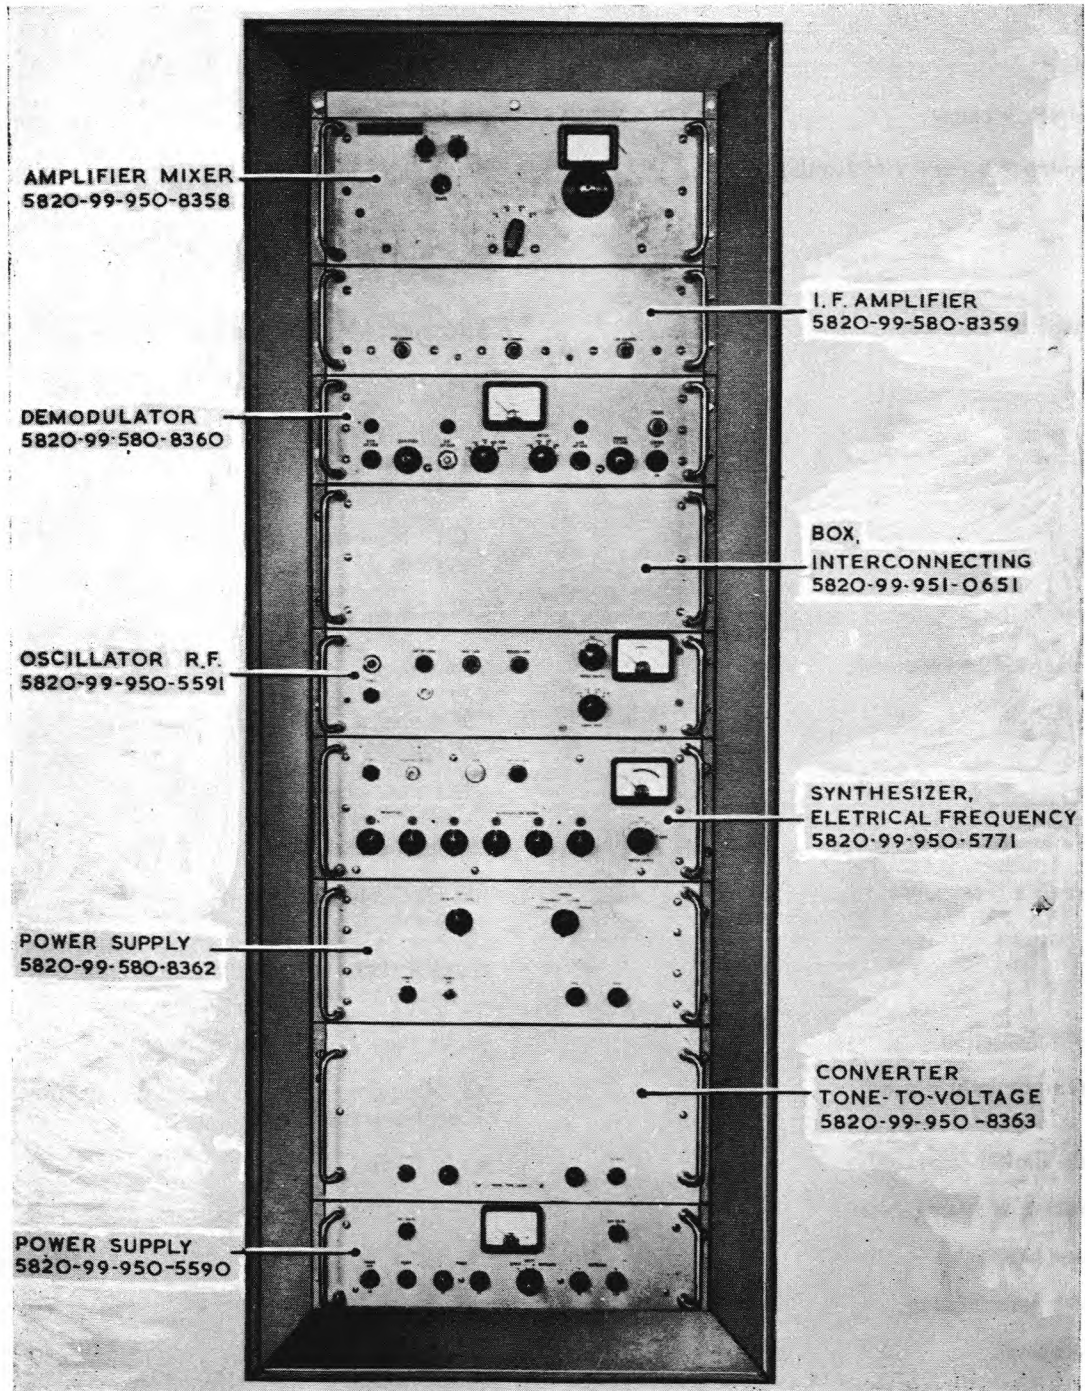 AMPLIFIER MIXER
5820-99-950-8358
I.F. AMPLIFIER
5820-99-580-8359
DEMODULATOR
5820-99-580-8360
BOX,
INTERCONNECTING
5820-99-951-0651
OSCILLATOR R.F.
5820-99-950-5591
SYNTHESIZER,
ELETRICAL FREQUENCY
5820-99-950-5771
POWER SUPPLY
5820-99-580-8362
CONVERTER
TONE-TO-VOLTAGE
5820-99-950-8363
POWER SUPPLY
5820-99-950-5590